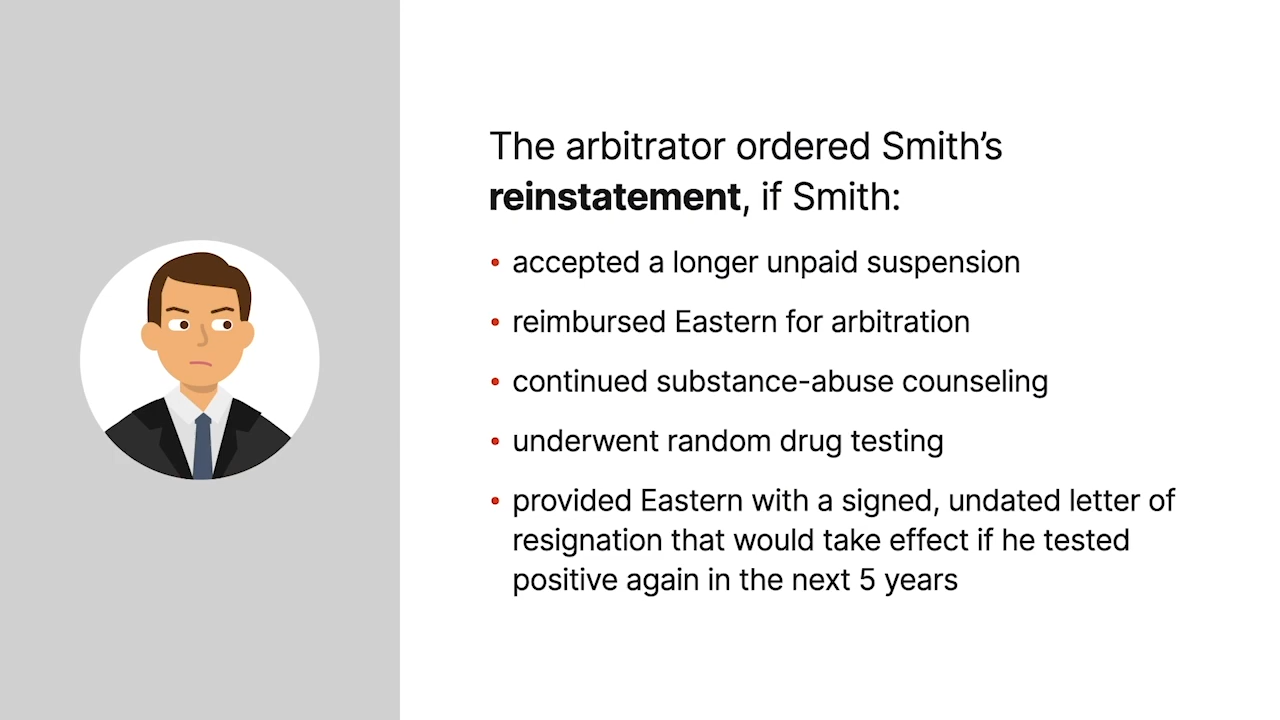 The arbitrator ordered Smith’s
reinstatement, if Smith:
• accepted a longer unpaid suspension
• reimbursed Eastern for arbitration
• continued substance-abuse counseling
• underwent random drug testing
• provided Eastern with a signed, undated letter of
resignation that would take effect if he tested
positive again in the next 5 years